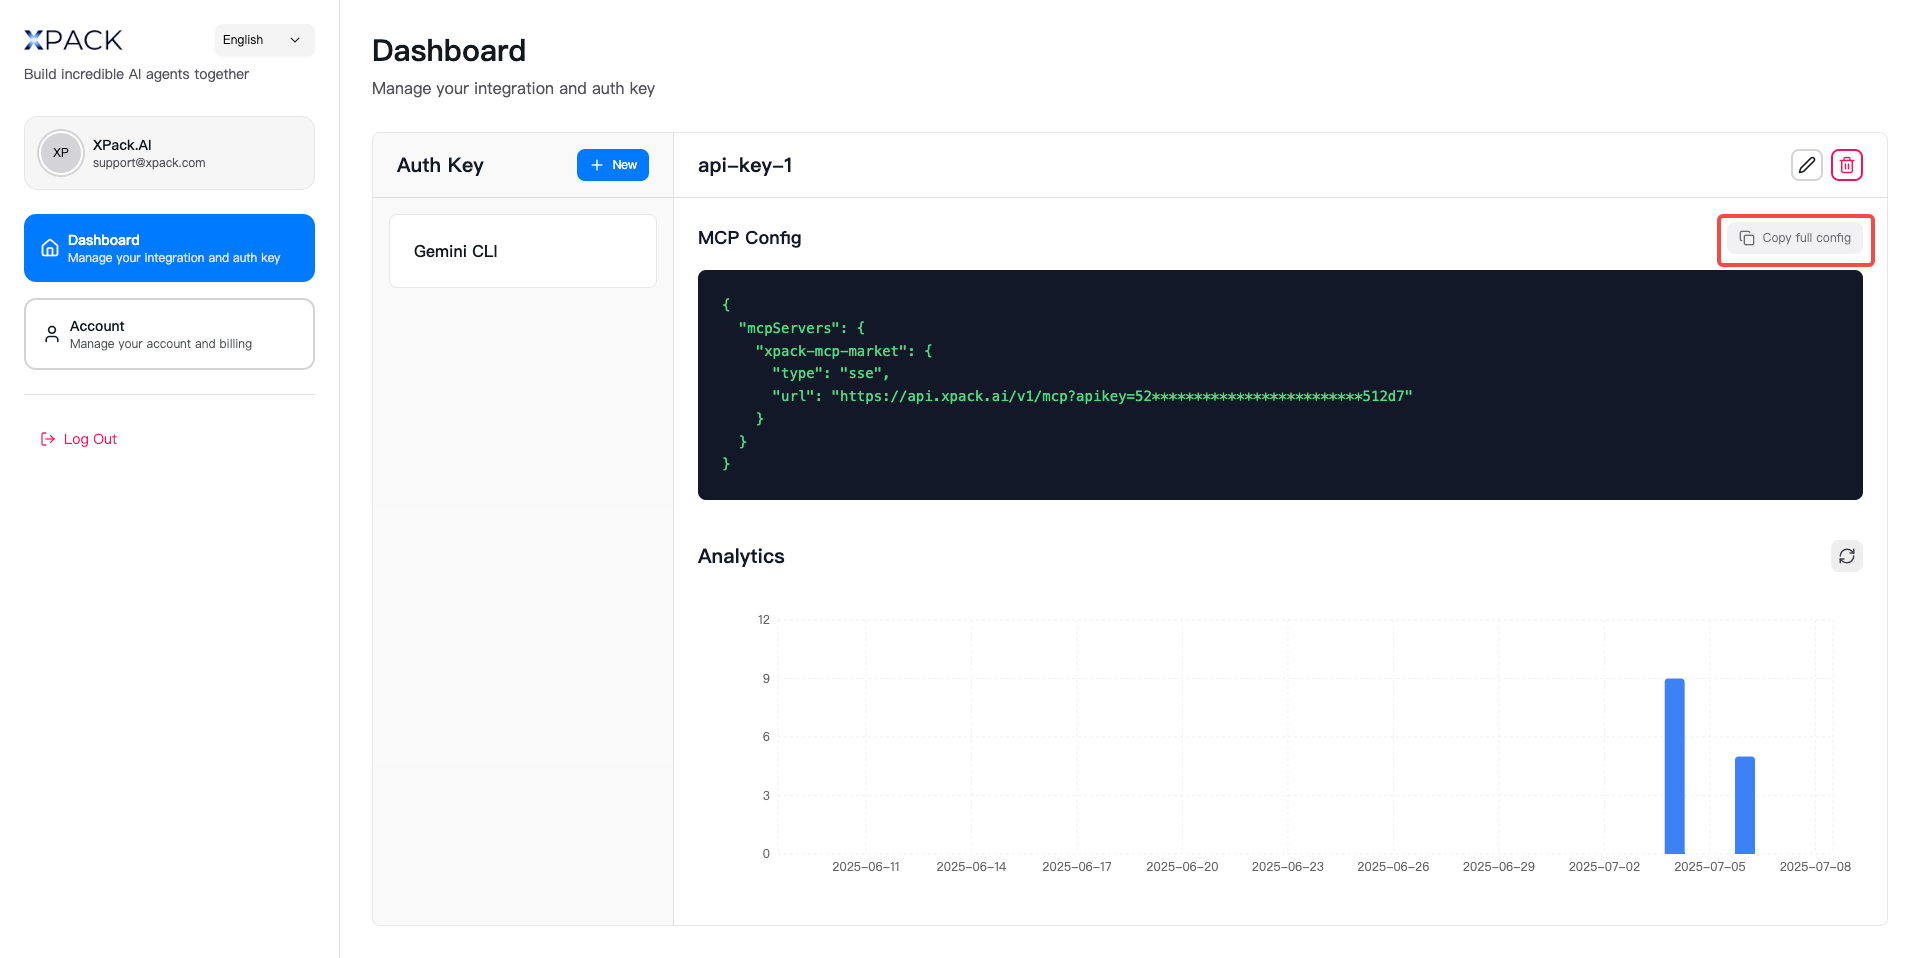 XPACK
English
Build incredible AI agents together
XP
XPack.AI
support@xpack.com
Dashboard
Manage your integration and auth key
Account
Manage your account and billing
Log Out
Dashboard
Manage your integration and auth key
Auth Key
New
Gemini CLI
api-key-1
MCP Config
Copy full config
{
  "mcpServers": {
    "xpack-mcp-market": {
      "type": "sse",
      "url": "https://api.xpack.ai/v1/mcp?apikey=52*************************512d7"
    }
  }
}
Analytics
12
9
6
3
0
2025-06-11 2025-06-14 2025-06-17 2025-06-20 2025-06-23 2025-06-26 2025-06-29 2025-07-02 2025-07-05 2025-07-08